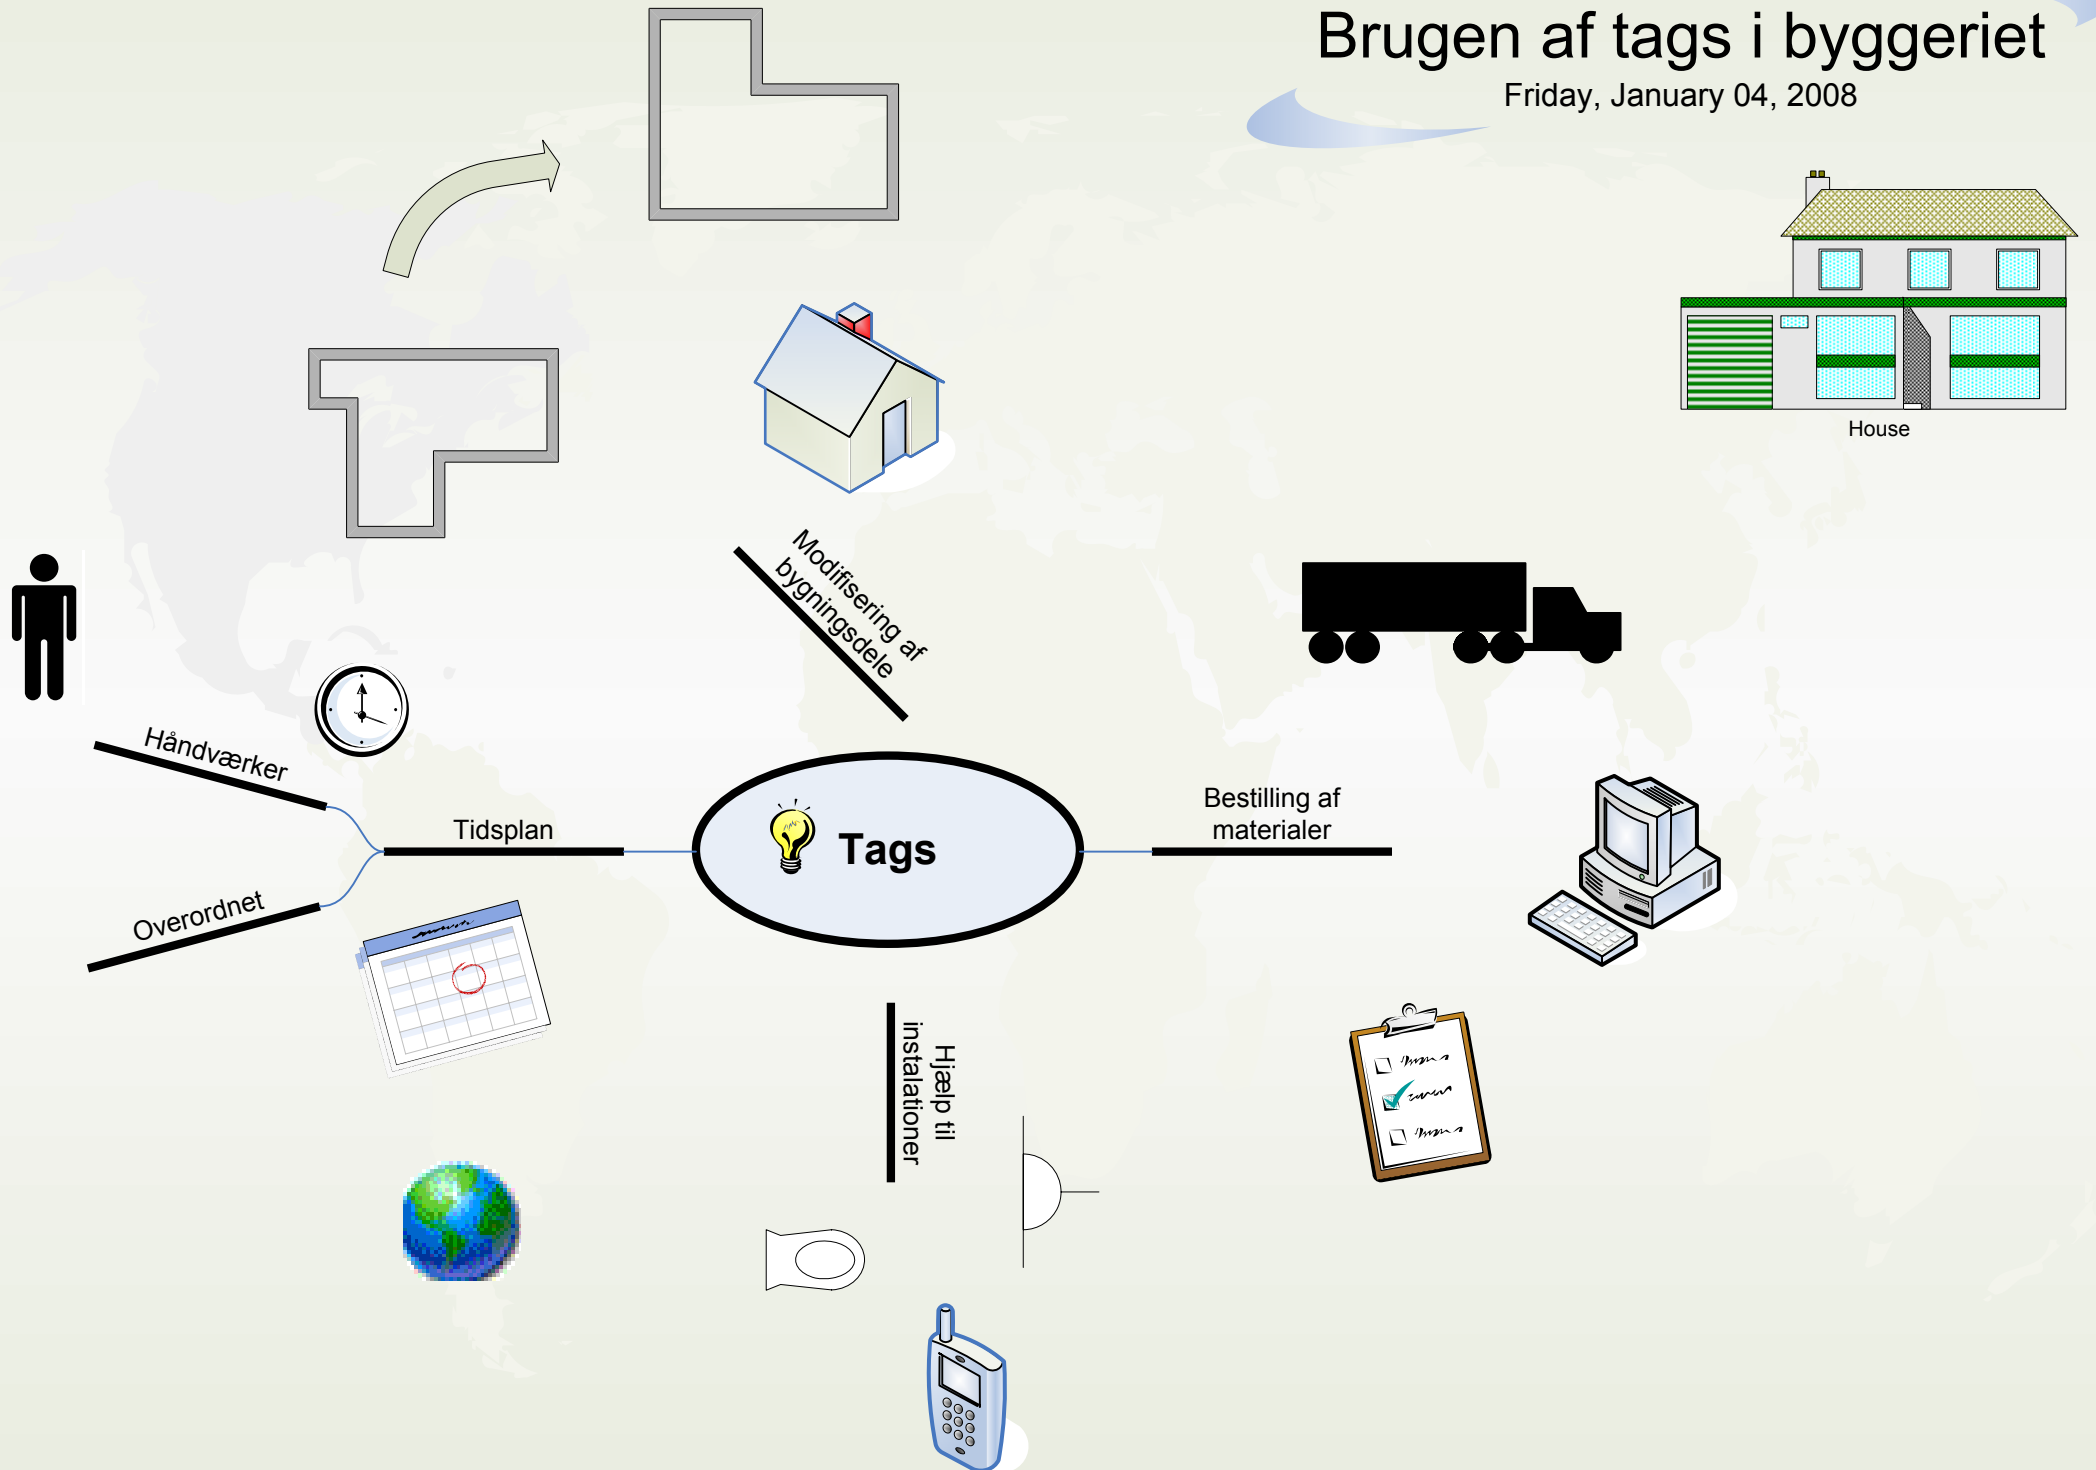 Brugen af tags i byggeriet
Friday, January 04, 2008
House
Modifisering af
bygningsdele
Håndværker
Tidsplan
Overordnet
Tags
Bestilling af
materialer
Hjælp til
instalationer